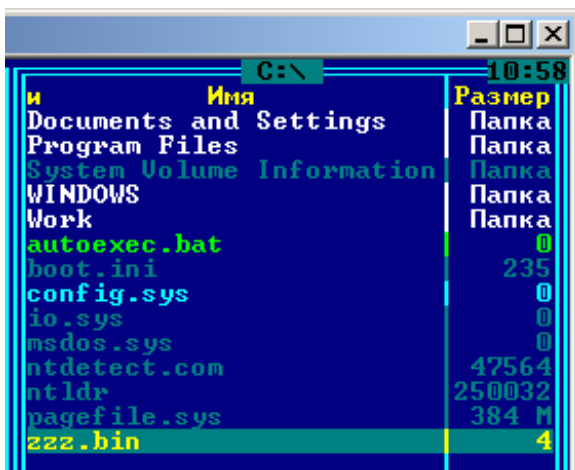 C:\ 10:58
и Имя Размер
Documents and Settings Папка
Program Files Папка
System Volume Information Папка
WINDOWS Папка
Work Папка
autoexec.bat 0
boot.ini 235
config.sys 0
io.sys 0
msdos.sys 0
ntdetect.com 47564
ntldr 250032
pagefile.sys 384 M
zzz.bin 4